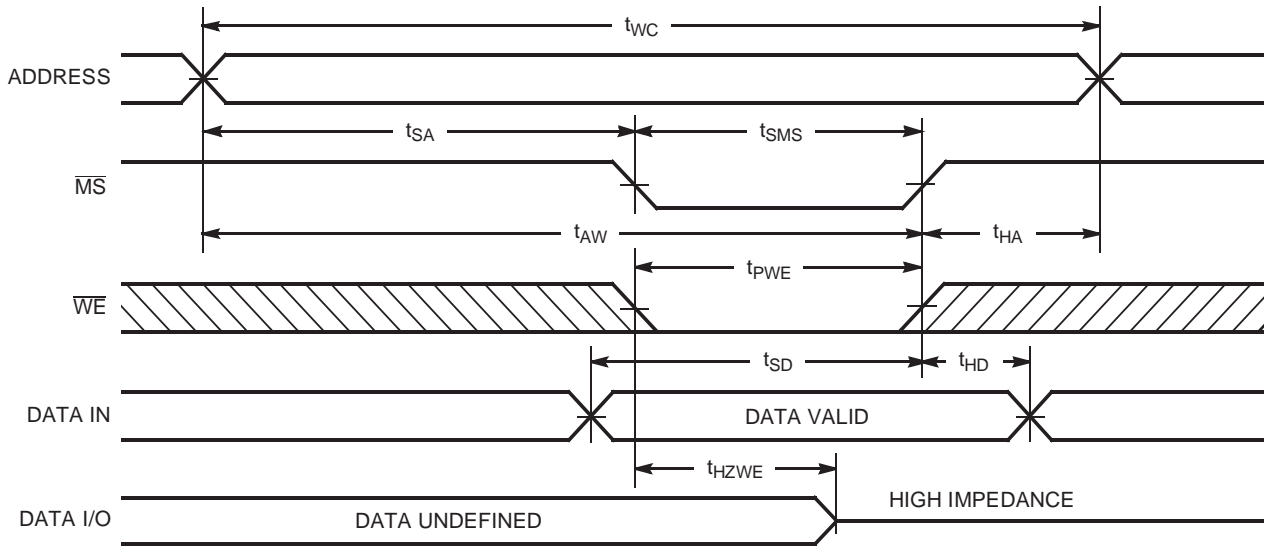 tWC
ADDRESS
tSA
tSMS
MS
tAW
tHA
tPWE
WE
tSD
tHD
DATA IN
DATA VALID
tHZWE
HIGH IMPEDANCE
DATA I/O
DATA UNDEFINED